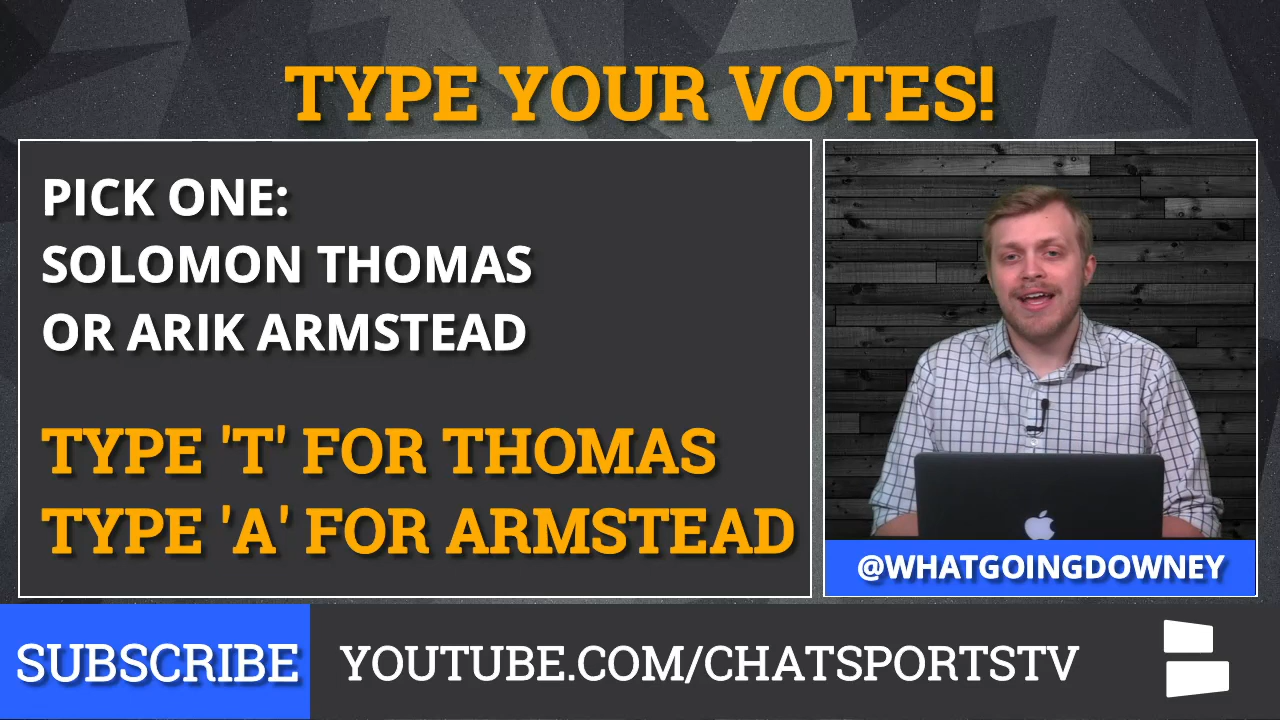 TYPE YOUR VOTES!
PICK ONE:
SOLOMON THOMAS
OR ARIK ARMSTEAD
TYPE 'T' FOR THOMAS
TYPE 'A' FOR ARMSTEAD
@WHATGOINGDOWNEY
SUBSCRIBE
YOUTUBE.COM/CHATSPORTSTV